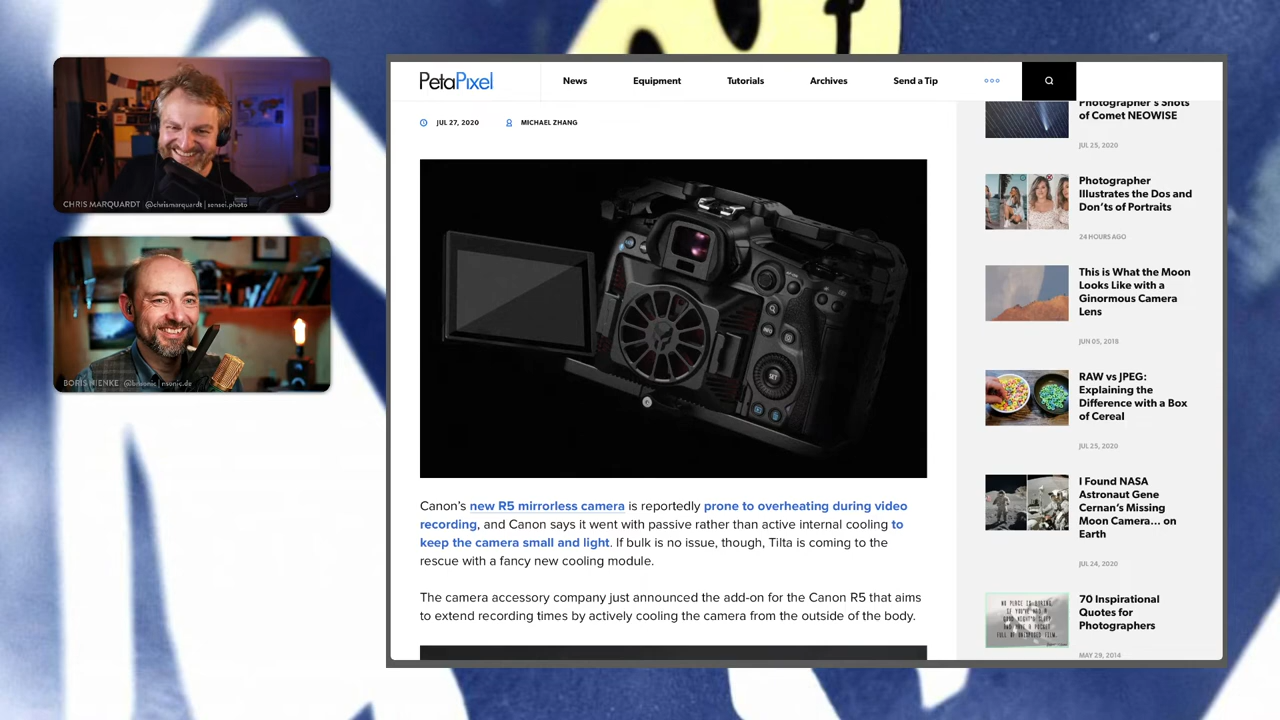 CHRIS MARQUARDT @chrismarquardt | sensei.photo
BORIS NIENKE @bnsonic | nsonic.de
PetaPixel
News Equipment Tutorials Archives Send a Tip
JUL 27, 2020 MICHAEL ZHANG
SET
Canon's new R5 mirrorless camera is reportedly prone to overheating during video
recording, and Canon says it went with passive rather than active internal cooling to
keep the camera small and light. If bulk is no issue, though, Tilta is coming to the
rescue with a fancy new cooling module.
The camera accessory company just announced the add-on for the Canon R5 that aims
to extend recording times by actively cooling the camera from the outside of the body.
Photographer's Shots
of Comet NEOWISE
JUL 25, 2020
Photographer
Illustrates the Dos and
Don'ts of Portraits
24 HOURS AGO
This is What the Moon
Looks Like with a
Ginormous Camera
Lens
JUN 05, 2018
RAW vs JPEG:
Explaining the
Difference with a Box
of Cereal
JUL 25, 2020
I Found NASA
Astronaut Gene
Cernan's Missing
Moon Camera... on
Earth
JUL 24, 2020
70 Inspirational
Quotes for
Photographers
MAY 29, 2014